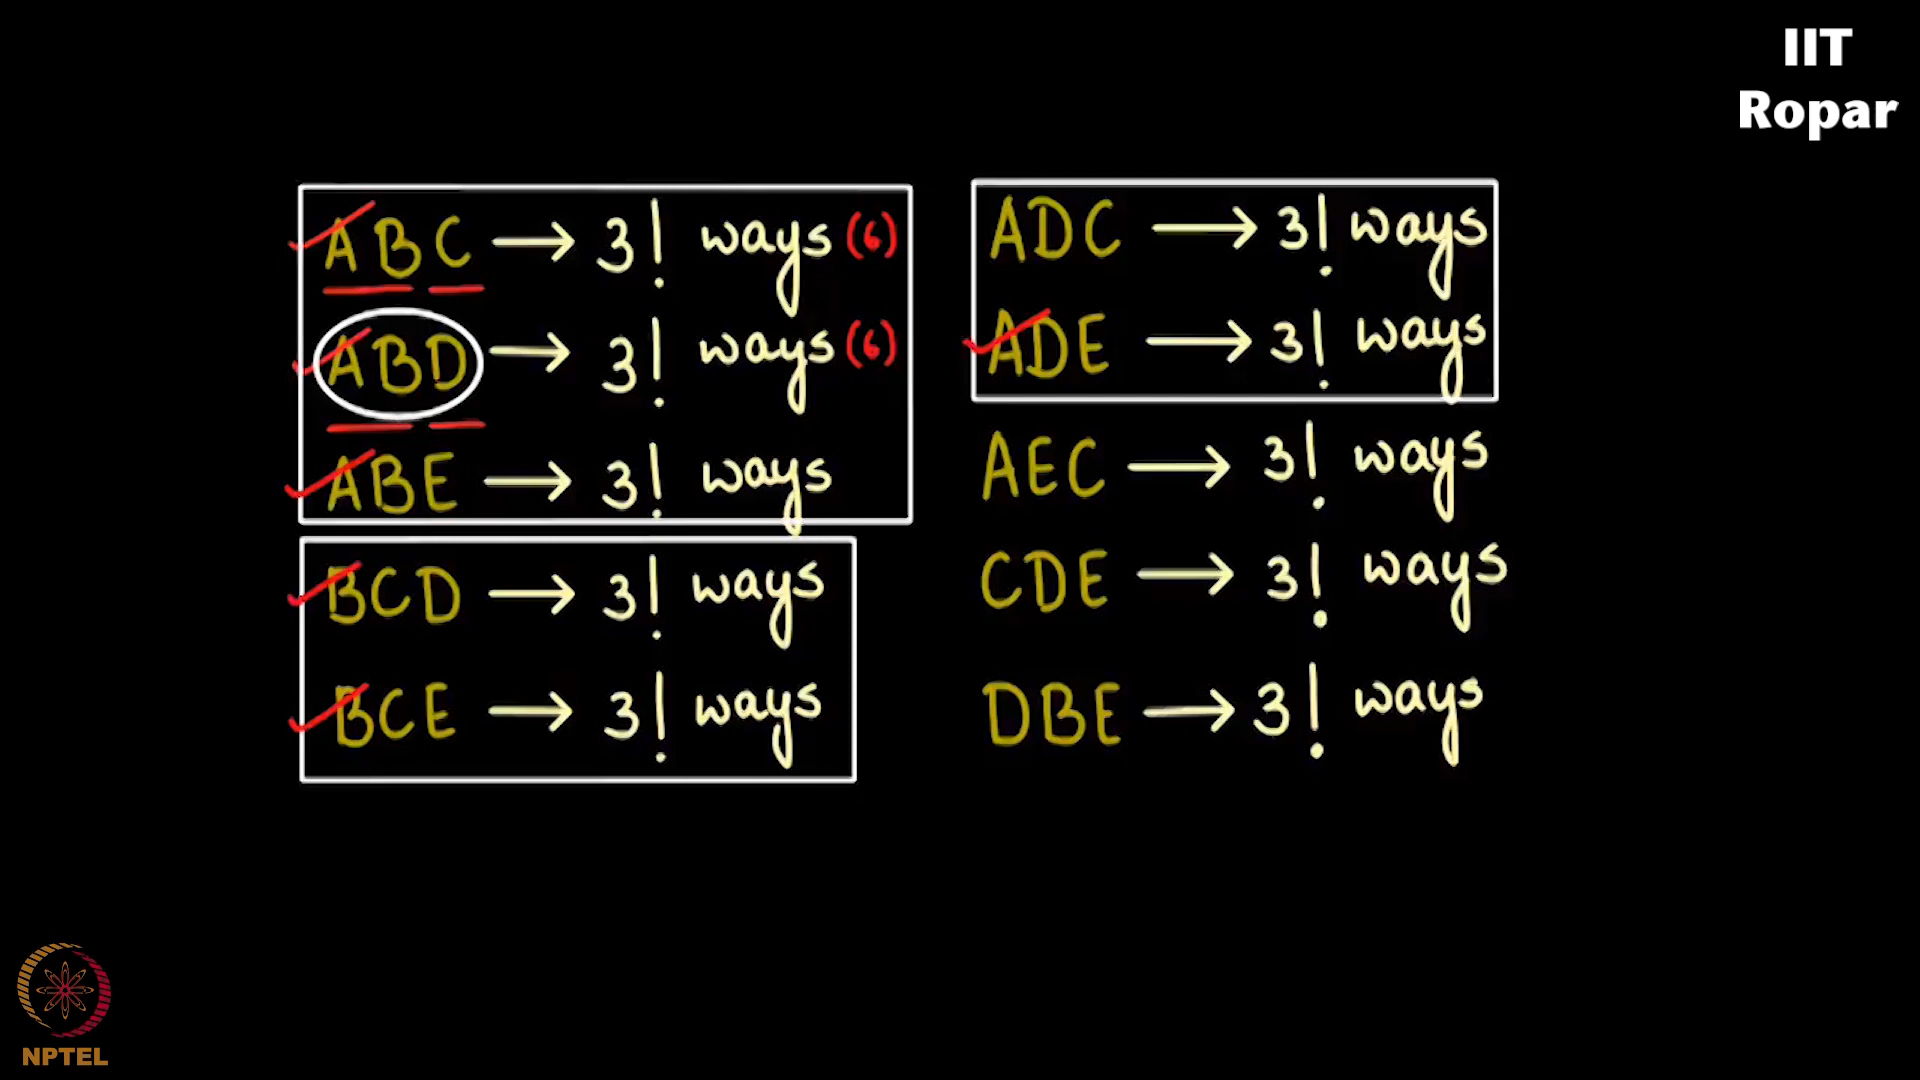 IIT
Ropar
ABC → 3! ways (6)
ABD → 3! ways (6)
ABE → 3! ways
BCD → 3! ways
BCE → 3! ways
ADC → 3! ways
ADE → 3! ways
AEC → 3! ways
CDE → 3! ways
DBE → 3! ways
NPTEL